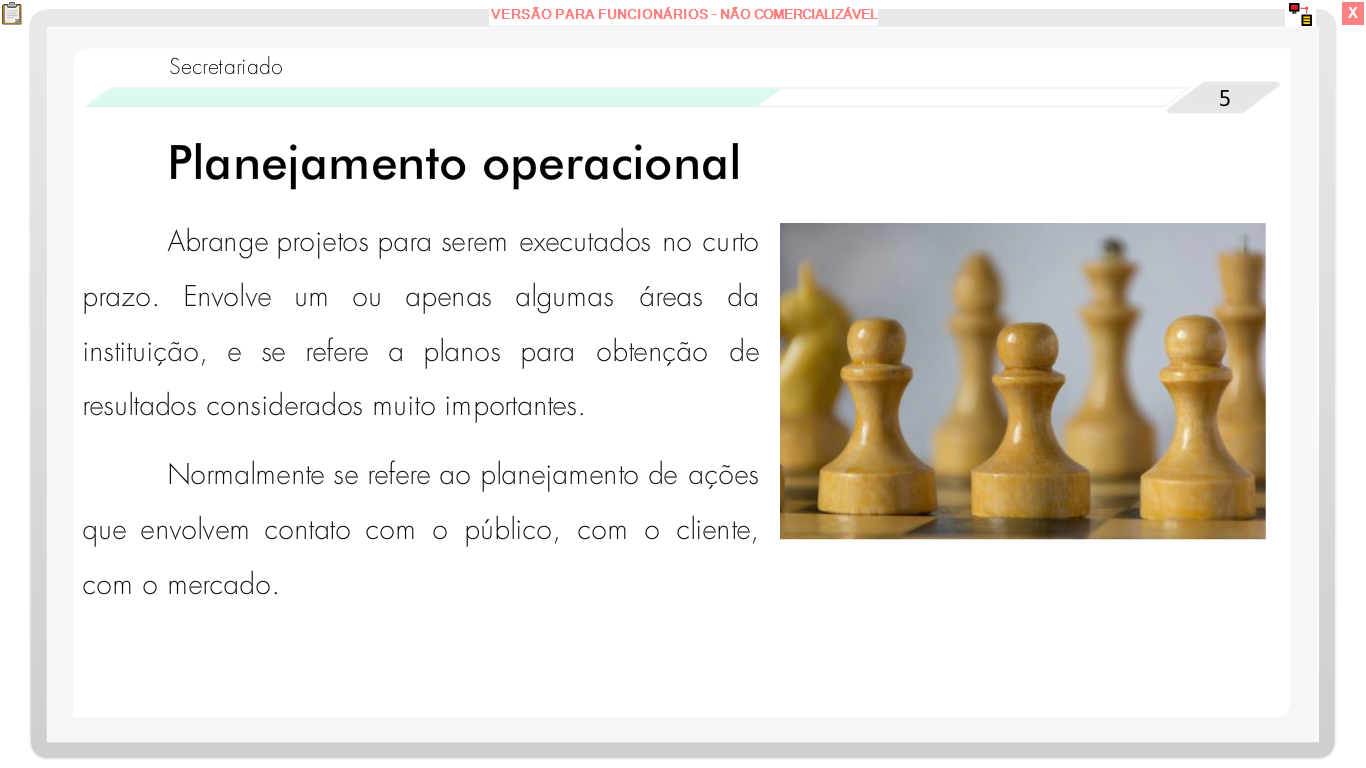 VERSÃO PARA FUNCIONÁRIOS - NÃO COMERCIALIZÁVEL
X
Secretariado
5
Planejamento operacional
Abrange projetos para serem executados no curto
prazo. Envolve um ou apenas algumas áreas da
instituição, e se refere a planos para obtenção de
resultados considerados muito importantes.
Normalmente se refere ao planejamento de ações
que envolvem contato com o público, com o cliente,
com o mercado.